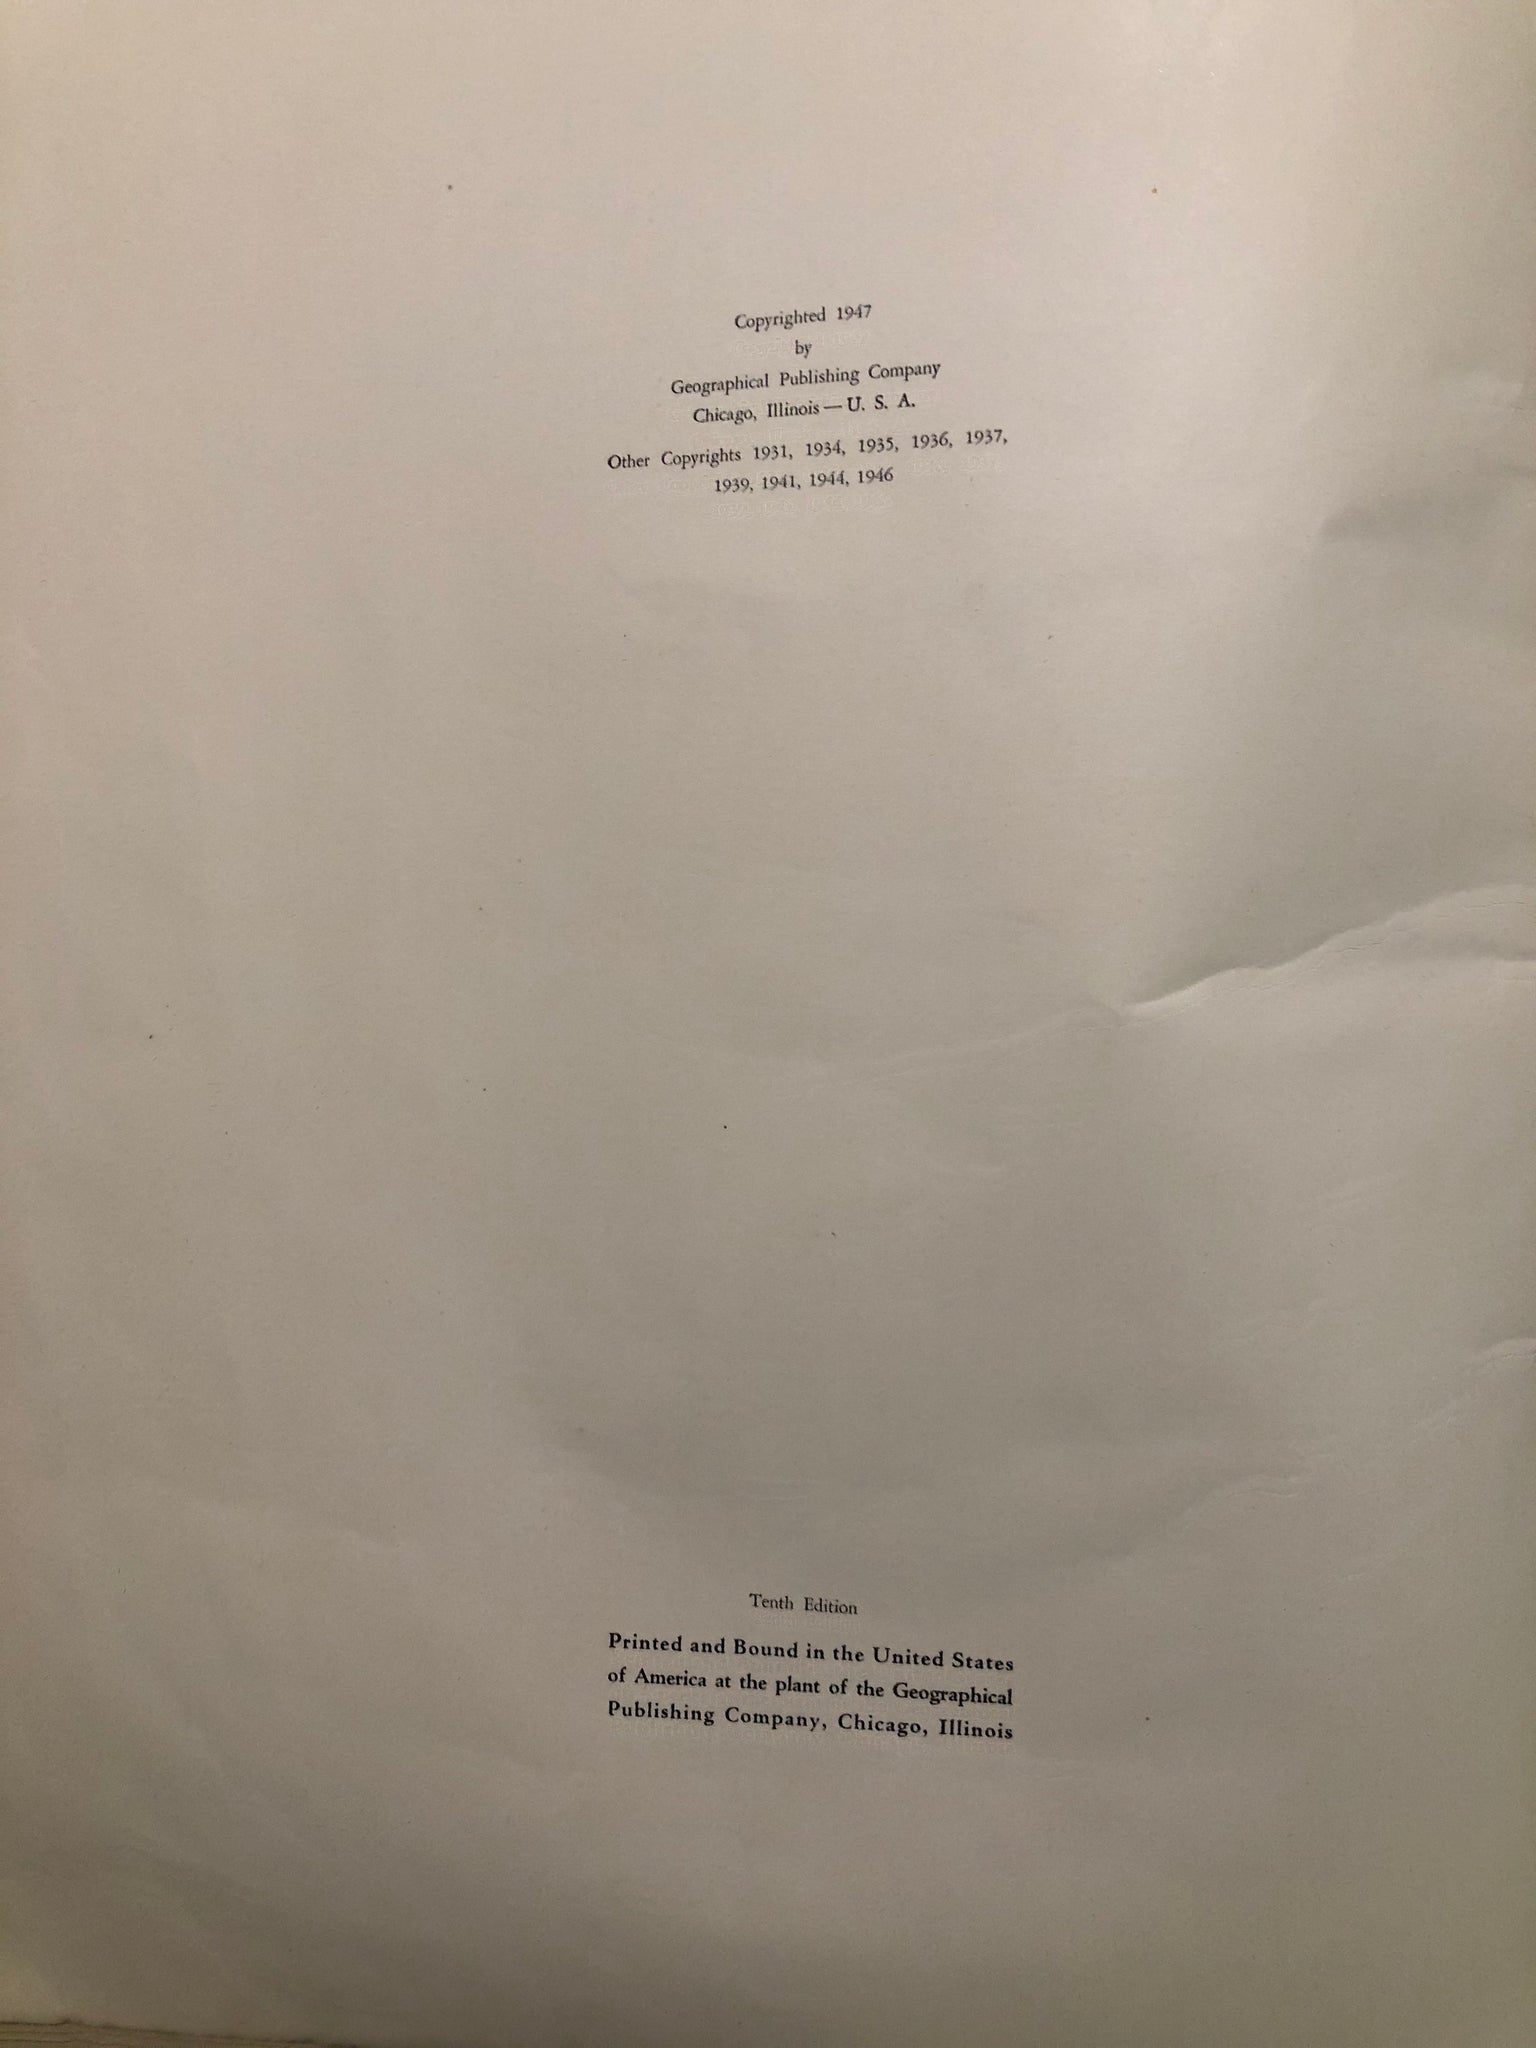 Copyrighted 1947
by
Geographical Publishing Company
Chicago, Illinois — U. S. A.
Other Copyrights 1931, 1934, 1935, 1936, 1937,
1939, 1941, 1944, 1946
Tenth Edition
Printed and Bound in the United States
of America at the plant of the Geographical
Publishing Company, Chicago, Illinois